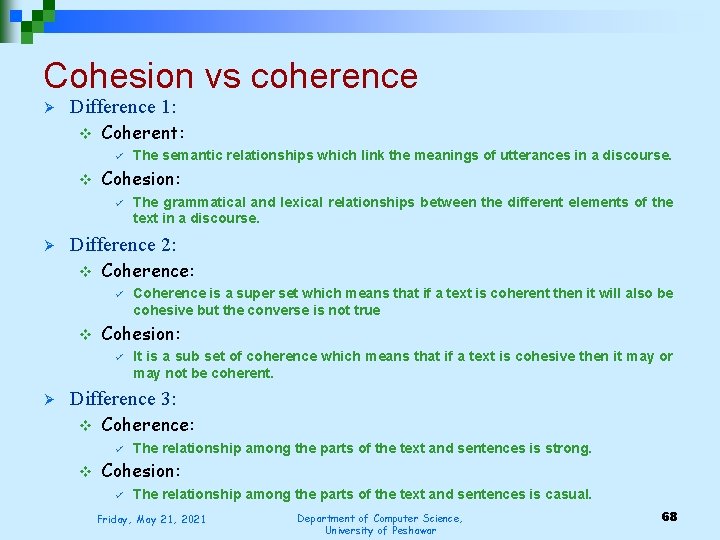 Cohesion vs coherence
Ø Difference 1:
v Coherent:
ü The semantic relationships which link the meanings of utterances in a discourse.
v Cohesion:
ü The grammatical and lexical relationships between the different elements of the
text in a discourse.
Ø Difference 2:
v Coherence:
ü Coherence is a super set which means that if a text is coherent then it will also be
cohesive but the converse is not true
v Cohesion:
ü It is a sub set of coherence which means that if a text is cohesive then it may or
may not be coherent.
Ø Difference 3:
v Coherence:
ü The relationship among the parts of the text and sentences is strong.
v Cohesion:
ü The relationship among the parts of the text and sentences is casual.
Friday, May 21, 2021
Department of Computer Science,
University of Peshawar
68